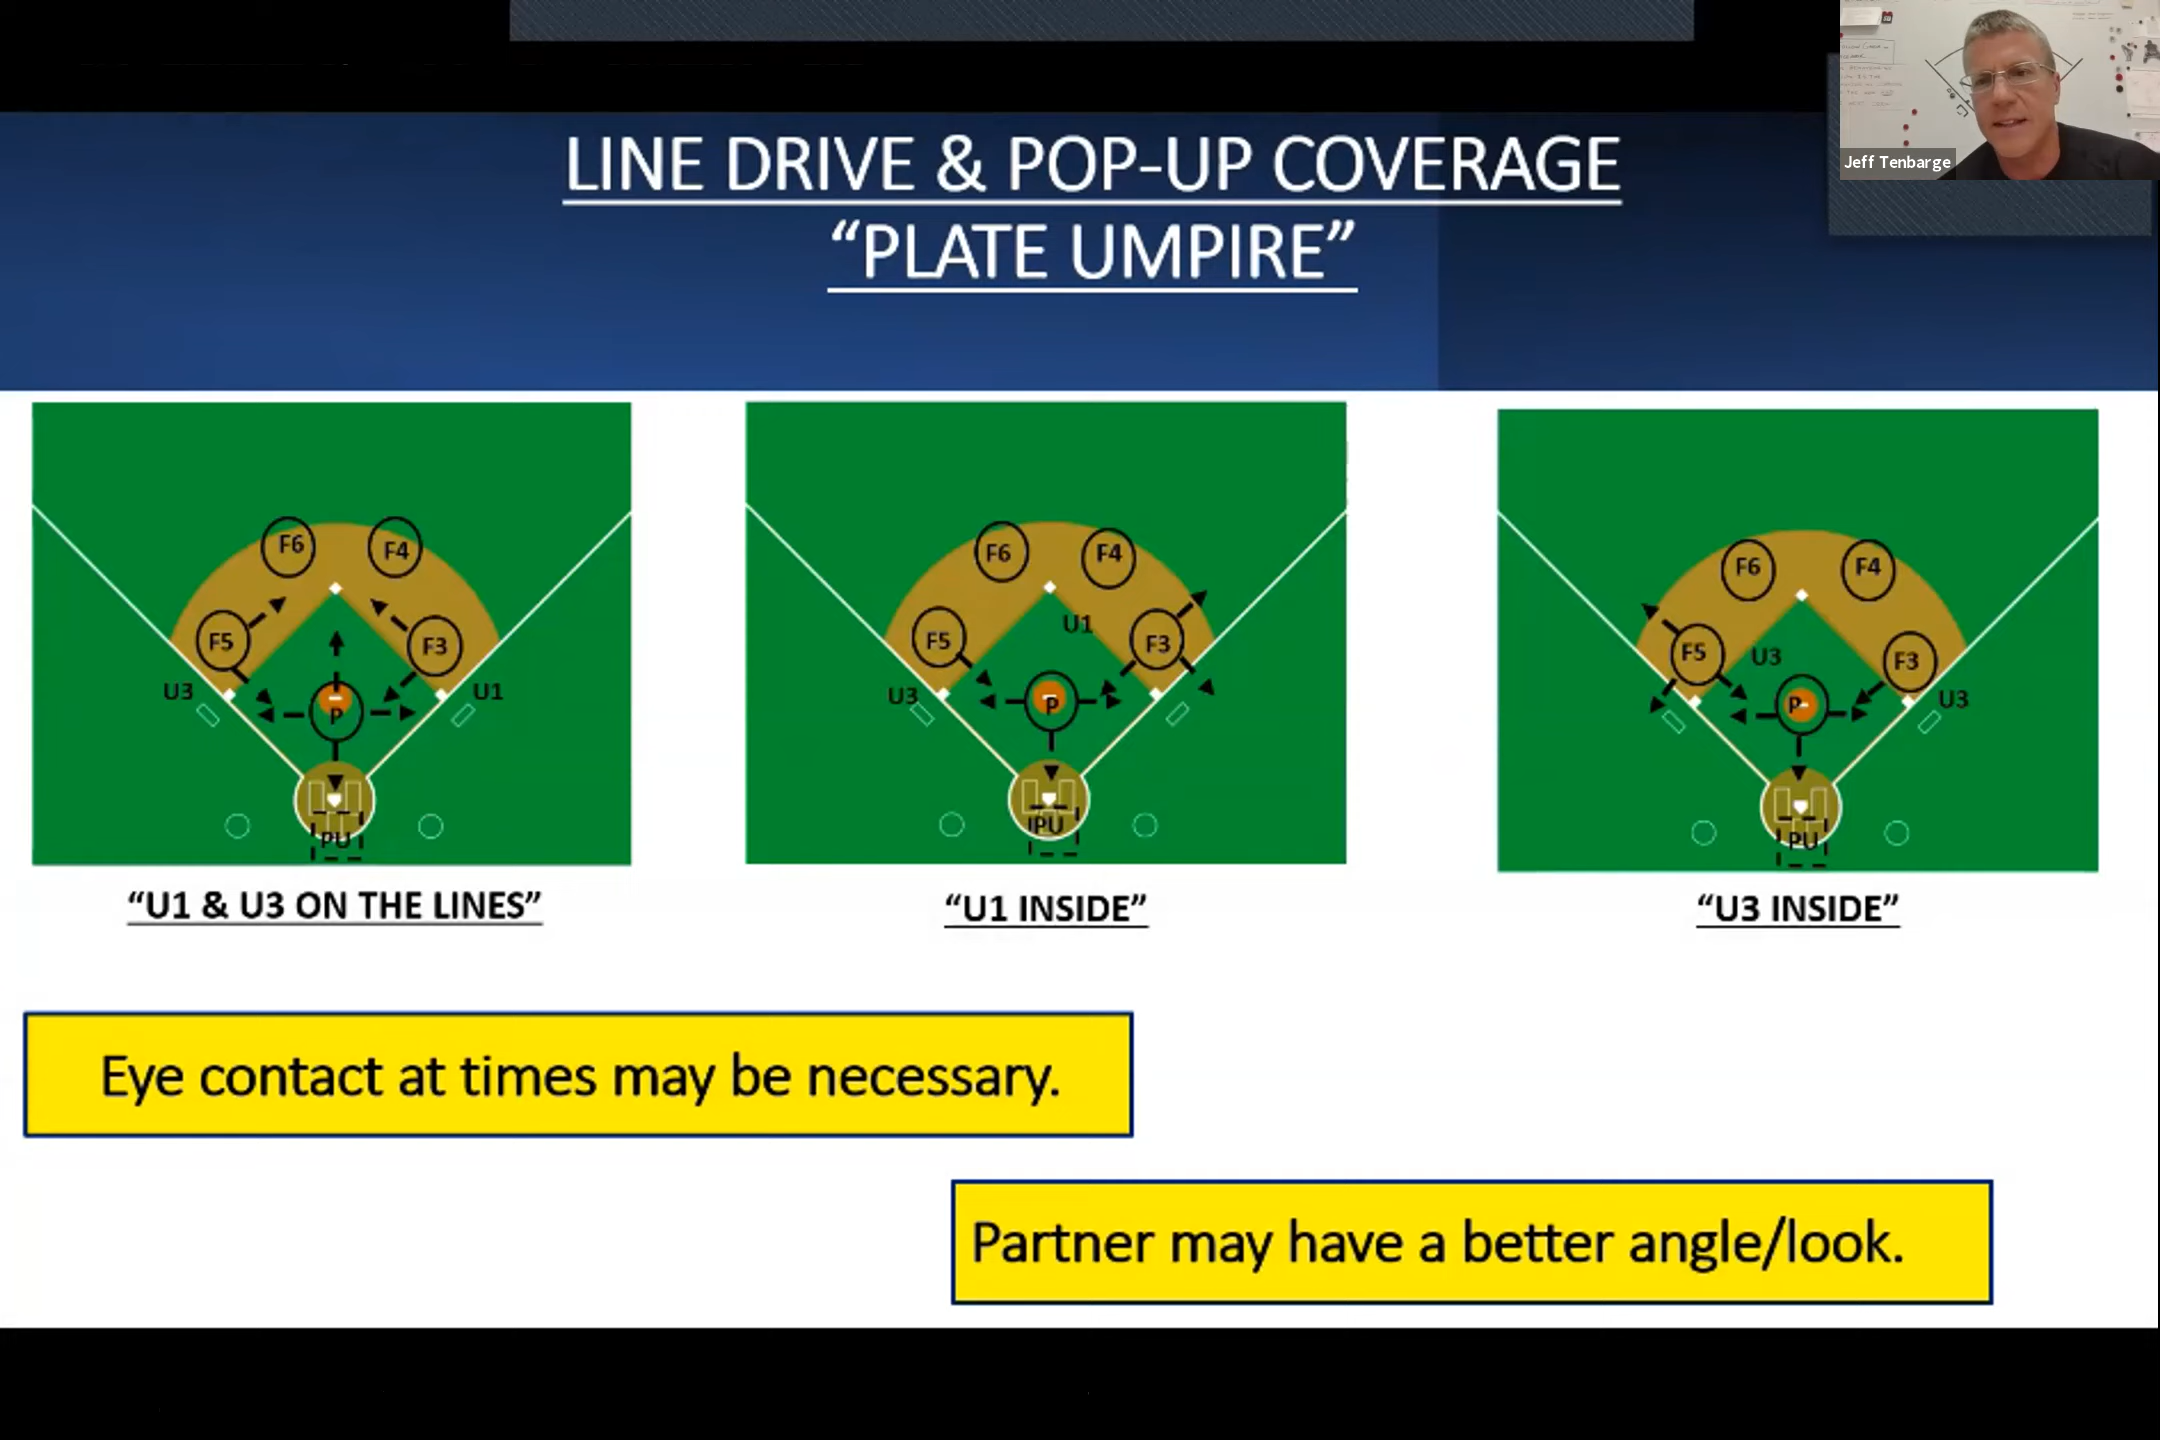 Jeff Tenbarge
LINE DRIVE & POP-UP COVERAGE
“PLATE UMPIRE”
F6
F4
F5
F3
U3
U1
P
PU
“U1 & U3 ON THE LINES”
F6
F4
U1
F5
F3
U3
P
PU
“U1 INSIDE”
F6
F4
F5
U3
F3
U3
P
PU
“U3 INSIDE”
Eye contact at times may be necessary.
Partner may have a better angle/look.